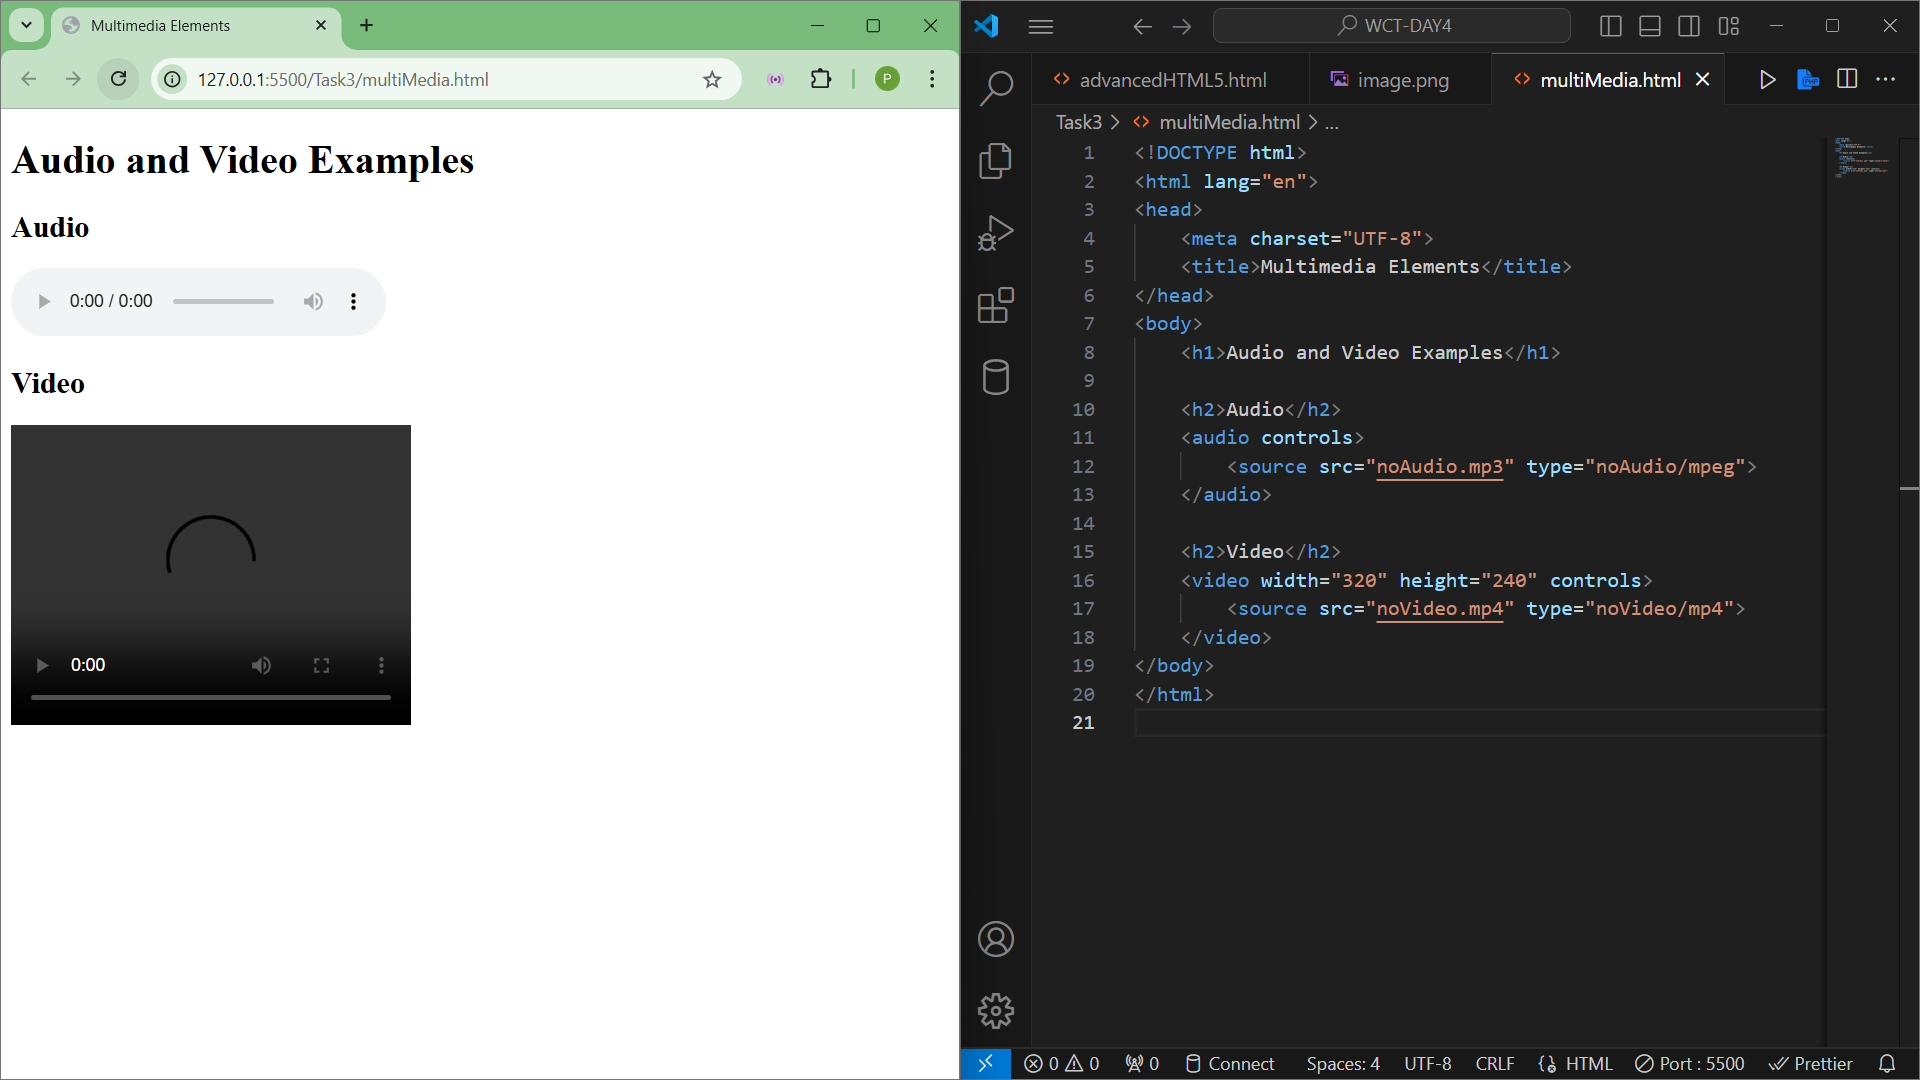 Multimedia Elements
127.0.0.1:5500/Task3/multiMedia.html
P
Audio and Video Examples
Audio
0:00 / 0:00
Video
0:00
WCT-DAY4
advancedHTML5.html
image.png
multiMedia.html
PHP
Task3 > multiMedia.html > ...
1 <!DOCTYPE html>
2 <html lang="en">
3 <head>
4 <meta charset="UTF-8">
5 <title>Multimedia Elements</title>
6 </head>
7 <body>
8 <h1>Audio and Video Examples</h1>
9
10 <h2>Audio</h2>
11 <audio controls>
12 <source src="noAudio.mp3" type="noAudio/mpeg">
13 </audio>
14
15 <h2>Video</h2>
16 <video width="320" height="240" controls>
17 <source src="noVideo.mp4" type="noVideo/mp4">
18 </video>
19 </body>
20 </html>
21
0 0 0 Connect Spaces: 4 UTF-8 CRLF HTML Port : 5500 Prettier